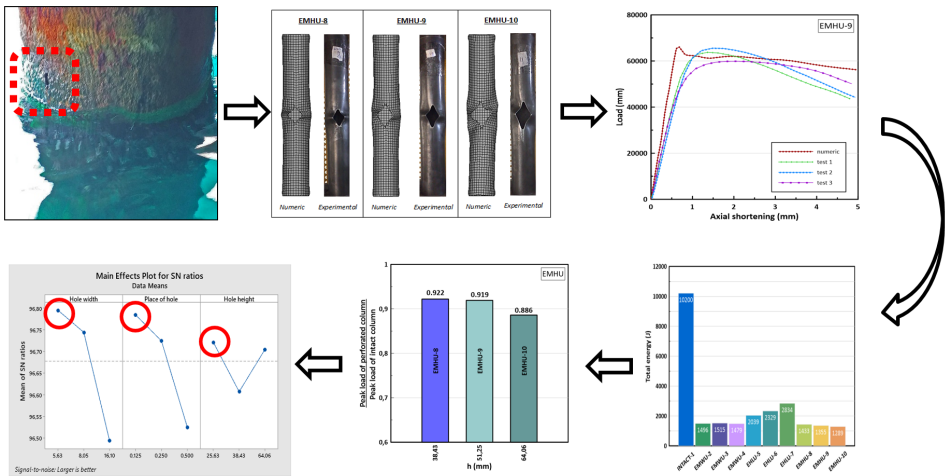 EMHU-8
EMHU-9
EMHU-10
Numeric
Experimental
Numeric
Experimental
Numeric
Experimental
EMHU-9
Load (mm)
80000
60000
40000
20000
0
numeric
test 1
test 2
test 3
0
1
2
3
4
5
Axial shortening (mm)
Main Effects Plot for SN ratios
Data Means
Hole width
Place of hole
Hole height
Mean of SN ratios
96,80
96,75
96,70
96,65
96,60
96,55
96,50
5.63
8.05
16,10
0,125
0,250
0,500
25,63
38,43
64,06
Signal-to-noise: Larger is better
EMHU
Peak load of perforated column
Peak load of intact column
1
0,9
0,8
0,7
0,6
0.922
0.919
0.886
EMHU-8
EMHU-9
EMHU-10
38,43
51,25
64,06
h (mm)
Total energy (J)
12000
10000
8000
6000
4000
2000
0
10200
1496
1515
1479
2039
2329
2834
1403
1355
1289
INTACT-1
EMWU-2
EMWU-3
EMWU-4
EHLU-5
EHLU-6
EHLU-7
EMHU-8
EMHU-9
EMHU-10